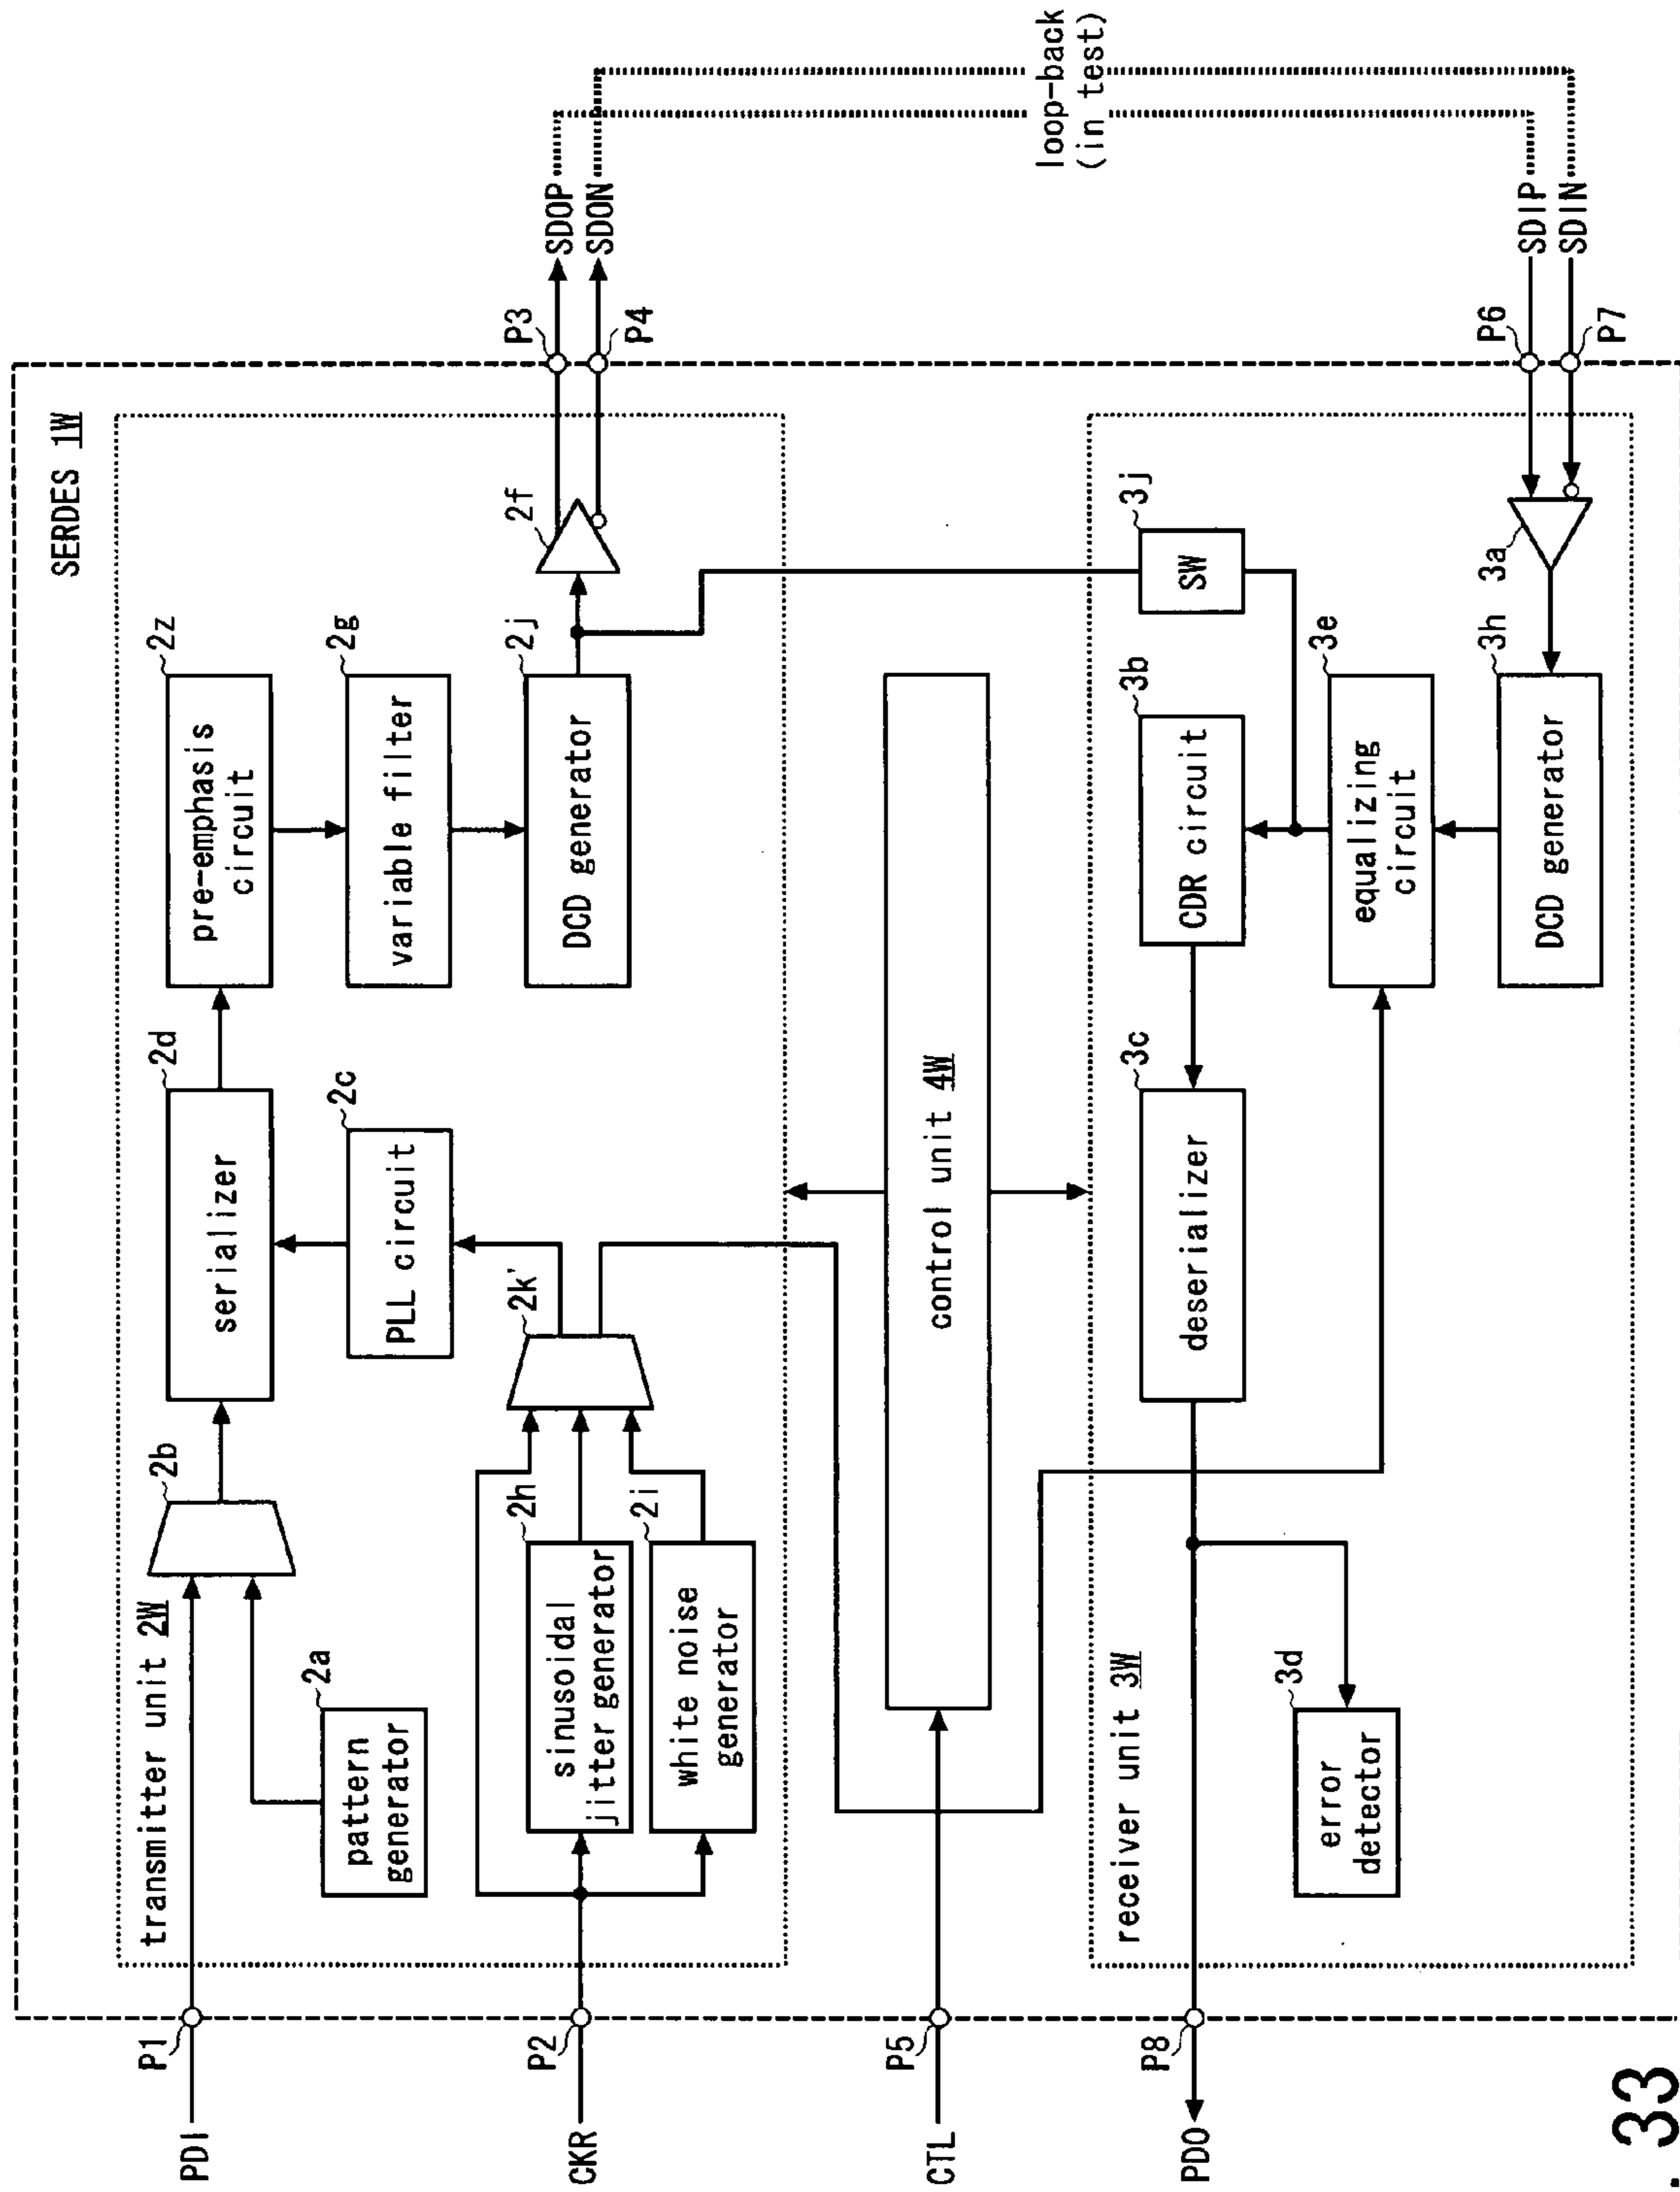 SERDES 1W
transmitter unit 2W
PDI
P1
pattern
generator
2a
2b
serializer
2d
pre-emphasis
circuit
2z
PLL circuit
2c
variable filter
2g
CKR
P2
sinusoidal
jitter generator
2h
white noise
generator
2i
2k'
DCD generator
2j
2f
P3
SDOP
P4
SDON
loop-back
(in test)
CTL
P5
control unit 4W
receiver unit 3W
PDO
P8
error
detector
3d
deserializer
3c
CDR circuit
3b
SW
3j
equalizing
circuit
3e
DCD generator
3h
3a
P6
SDIP
P7
SDIN
. 33